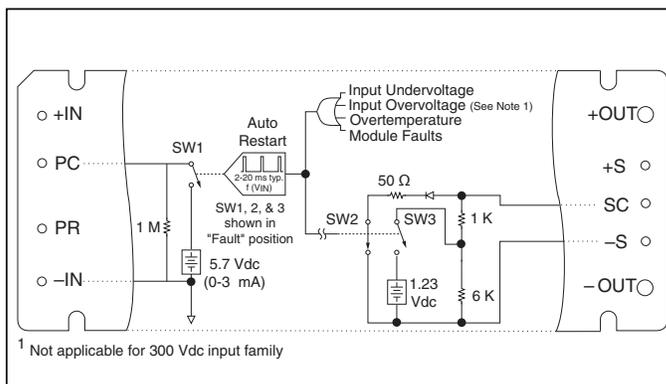 Input Undervoltage
Input Overvoltage (See Note 1)
Overtemperature
Module Faults
+IN
PC
PR
–IN
SW1
Auto
Restart
2-20 ms typ.
f (VIN)
SW1, 2, & 3
shown in
"Fault" position
1 M
5.7 Vdc
(0-3 mA)
50 Ω
SW2
SW3
1 K
1.23
Vdc
6 K
+OUT
+S
SC
–S
–OUT
1 Not applicable for 300 Vdc input family